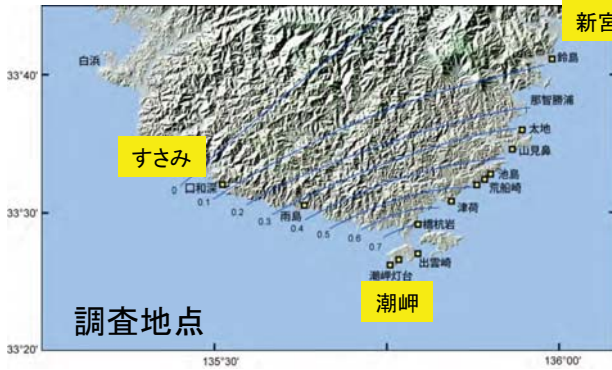 新宮
白浜
33°40'
鈴島
那智勝浦
太地
すさみ
山見鼻
口和深
池島
荒船崎
0
0.1
0.2
0.3
0.4
0.5
0.6
0.7
33°30'
雨島
津荷
橋杭岩
出雲崎
潮岬灯台
潮岬
調査地点
33°20'
135°30'
136°00'